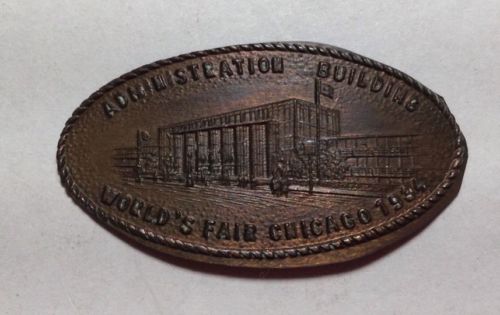 ADMINISTRATION BUILDING
WORLD'S FAIR CHICAGO 1934